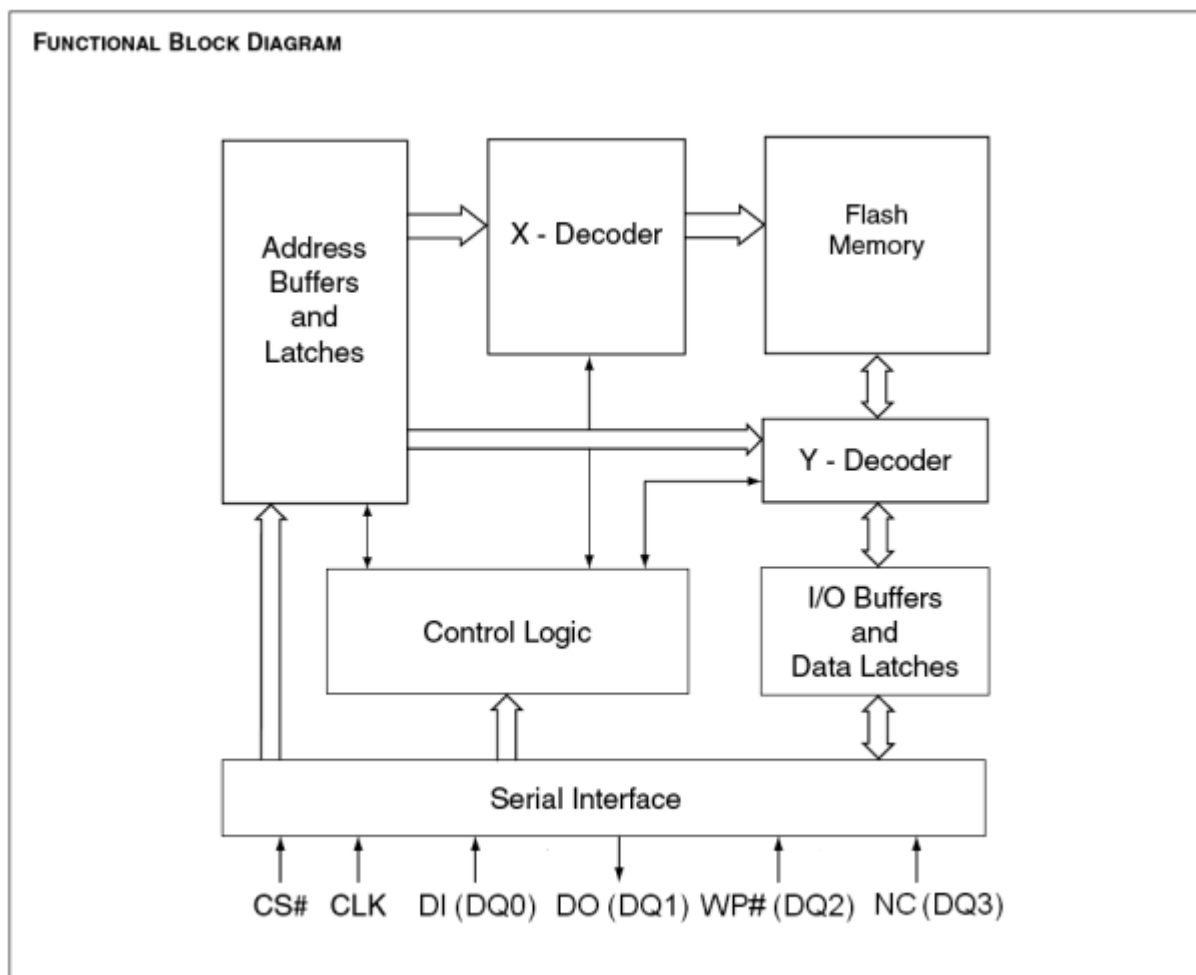 FUNCTIONAL BLOCK DIAGRAM
Address
Buffers
and
Latches
X - Decoder
Flash
Memory
Y - Decoder
Control Logic
I/O Buffers
and
Data Latches
Serial Interface
CS# CLK DI (DQ0) DO (DQ1) WP# (DQ2) NC (DQ3)